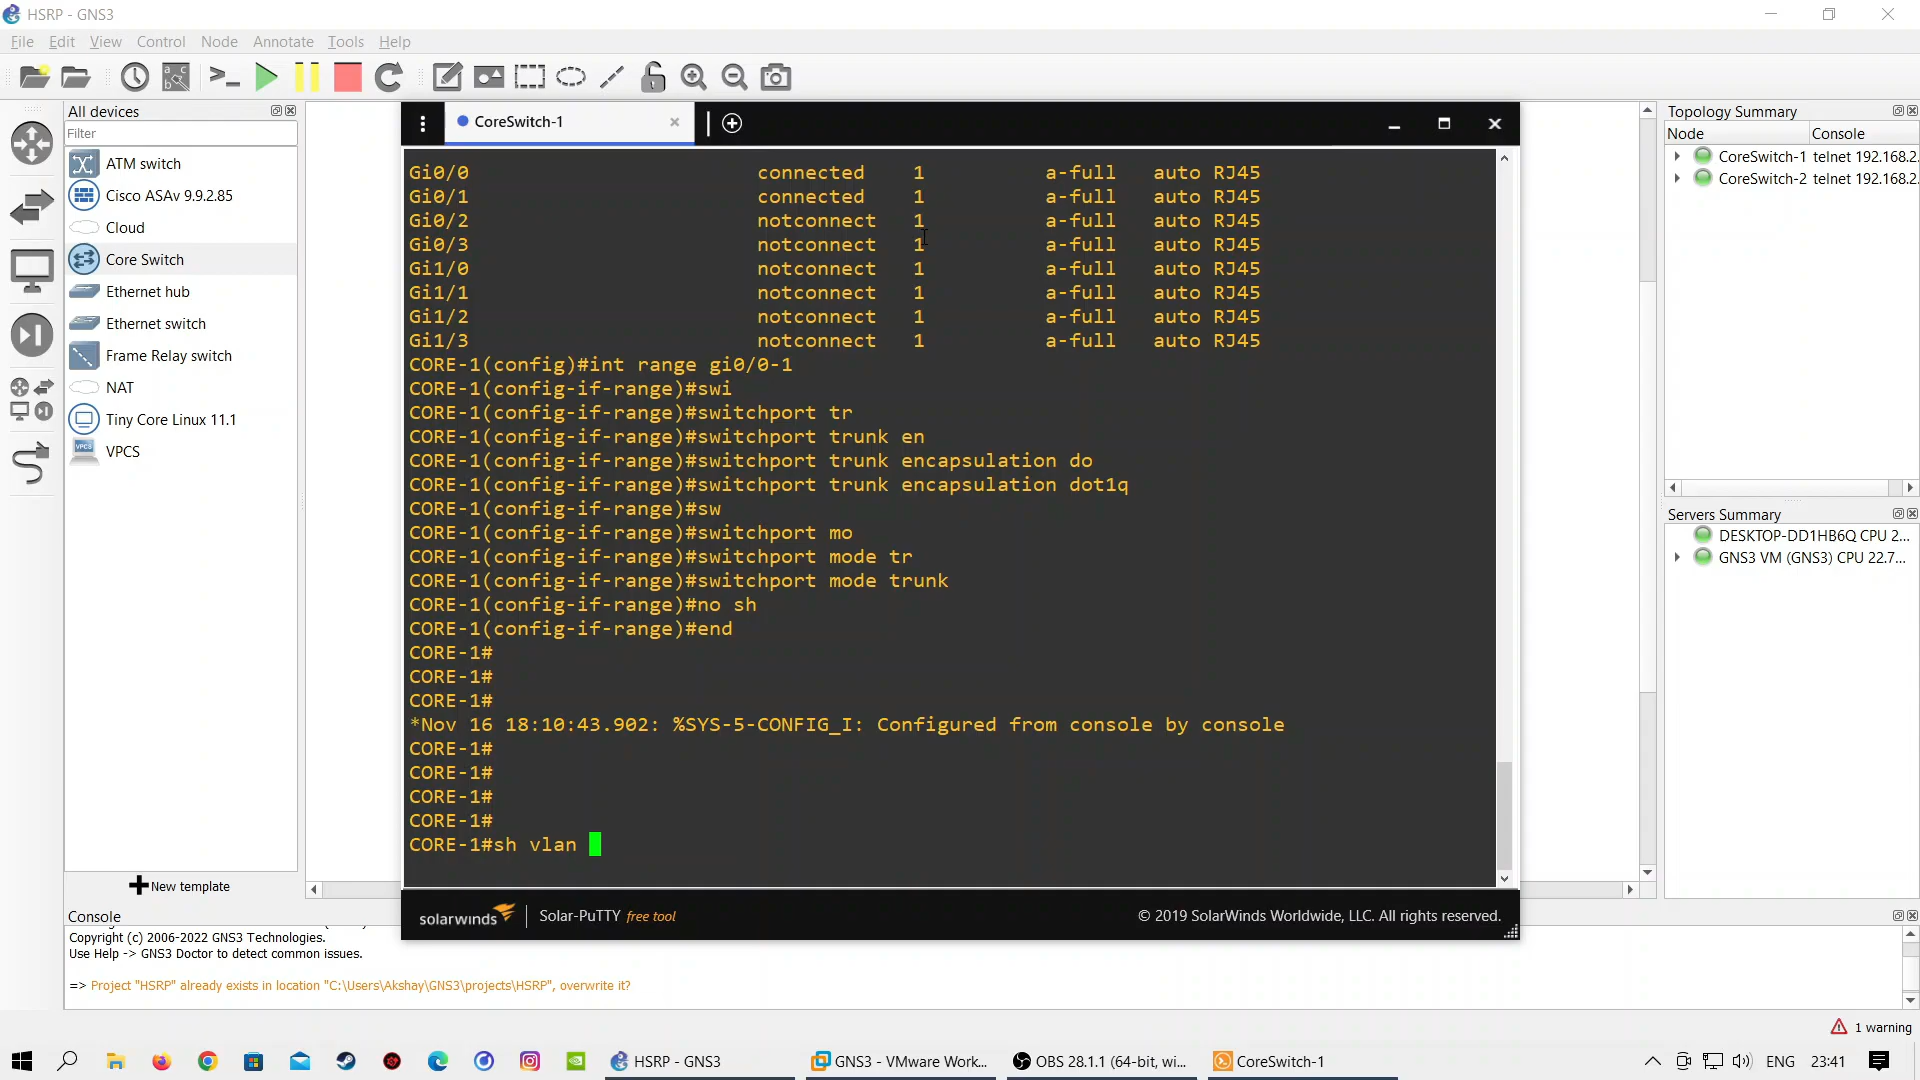 HSRP - GNS3
File Edit View Control Node Annotate Tools Help
All devices
Filter
ATM switch
Cisco ASAv 9.9.2.85
Cloud
Core Switch
Ethernet hub
Ethernet switch
Frame Relay switch
NAT
Tiny Core Linux 11.1
VPCS
New template
CoreSwitch-1
Gi0/0 connected 1 a-full auto RJ45
Gi0/1 connected 1 a-full auto RJ45
Gi0/2 notconnect 1 a-full auto RJ45
Gi0/3 notconnect 1 a-full auto RJ45
Gi1/0 notconnect 1 a-full auto RJ45
Gi1/1 notconnect 1 a-full auto RJ45
Gi1/2 notconnect 1 a-full auto RJ45
Gi1/3 notconnect 1 a-full auto RJ45
CORE-1(config)#int range gi0/0-1
CORE-1(config-if-range)#swi
CORE-1(config-if-range)#switchport tr
CORE-1(config-if-range)#switchport trunk en
CORE-1(config-if-range)#switchport trunk encapsulation do
CORE-1(config-if-range)#switchport trunk encapsulation dot1q
CORE-1(config-if-range)#sw
CORE-1(config-if-range)#switchport mo
CORE-1(config-if-range)#switchport mode tr
CORE-1(config-if-range)#switchport mode trunk
CORE-1(config-if-range)#no sh
CORE-1(config-if-range)#end
CORE-1#
CORE-1#
CORE-1#
*Nov 16 18:10:43.902: %SYS-5-CONFIG_I: Configured from console by console
CORE-1#
CORE-1#
CORE-1#
CORE-1#
CORE-1#sh vlan
solarwinds Solar-PuTTY free tool © 2019 SolarWinds Worldwide, LLC. All rights reserved.
Topology Summary
Node Console
CoreSwitch-1 telnet 192.168.2.
CoreSwitch-2 telnet 192.168.2.
Servers Summary
DESKTOP-DD1HB6Q CPU 2...
GNS3 VM (GNS3) CPU 22.7...
Console
Copyright (c) 2006-2022 GNS3 Technologies.
Use Help -> GNS3 Doctor to detect common issues.
=> Project "HSRP" already exists in location "C:\Users\Akshay\GNS3\projects\HSRP", overwrite it?
1 warning
HSRP - GNS3
GNS3 - VMware Work...
OBS 28.1.1 (64-bit, wi...
CoreSwitch-1
ENG 23:41